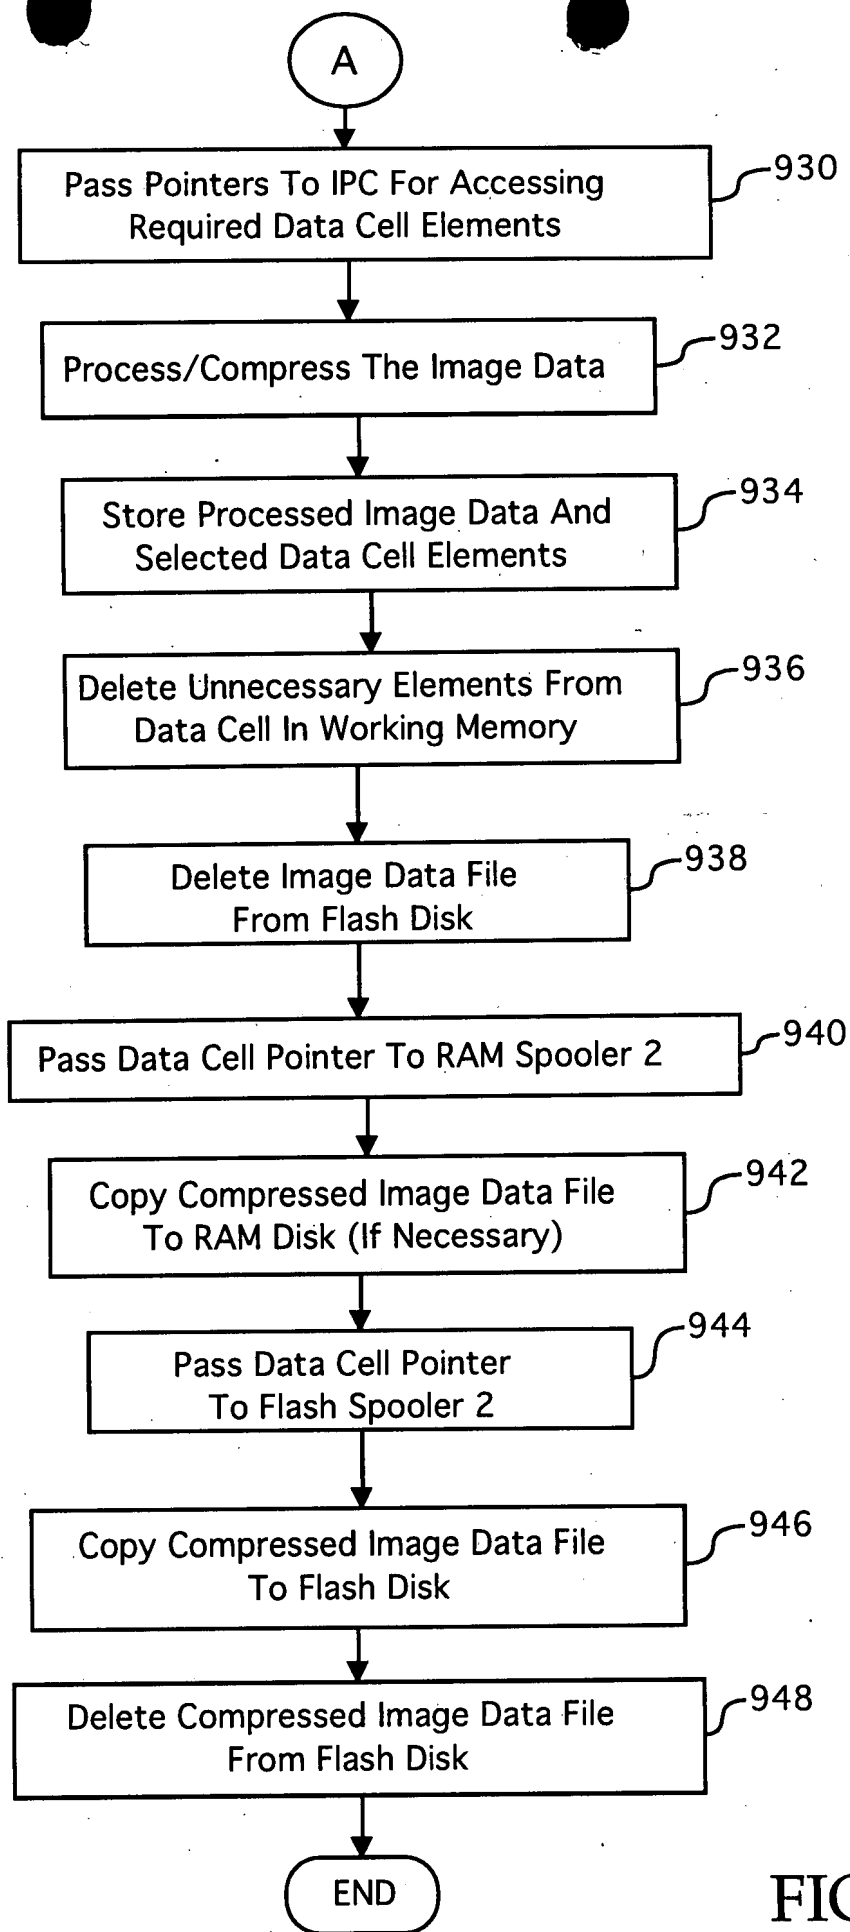 A
Pass Pointers To IPC For Accessing
Required Data Cell Elements
930
Process/Compress The Image Data
932
Store Processed Image Data And
Selected Data Cell Elements
934
Delete Unnecessary Elements From
Data Cell In Working Memory
936
Delete Image Data File
From Flash Disk
938
Pass Data Cell Pointer To RAM Spooler 2
940
Copy Compressed Image Data File
To RAM Disk (If Necessary)
942
Pass Data Cell Pointer
To Flash Spooler 2
944
Copy Compressed Image Data File
To Flash Disk
946
Delete Compressed Image Data File
From Flash Disk
948
END